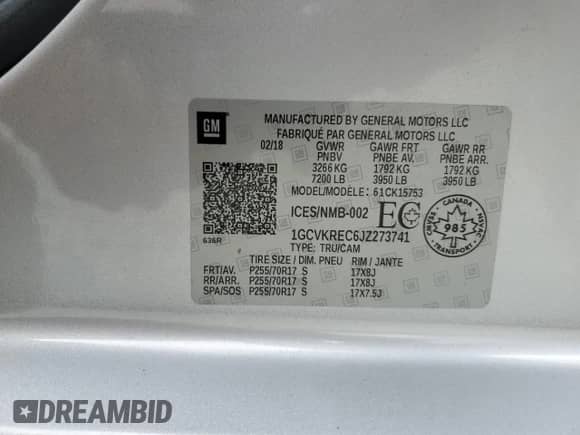 GM
MANUFACTURED BY GENERAL MOTORS LLC
FABRIQUÉ PAR GENERAL MOTORS LLC
02/18 GVWR GAWR FRT GAWR RR
PNBV PNBE AV. PNBE ARR.
3266 KG 1792 KG 1792 KG
7200 LB 3950 LB 3950 LB
MODEL/MODÈLE: 61CK15753
ICES/NMB-002 EC
CANADA
985
TRANSPORT
636R
1GCVKREC6JZ273741
TYPE: TRU/CAM
TIRE SIZE / DIM. PNEU RIM / JANTE
FRT/AV. P255/70R17 S 17X8J
RR/ARR. P255/70R17 S 17X8J
SPA/SOS P255/70R17 S 17X7.5J
DREAMBID